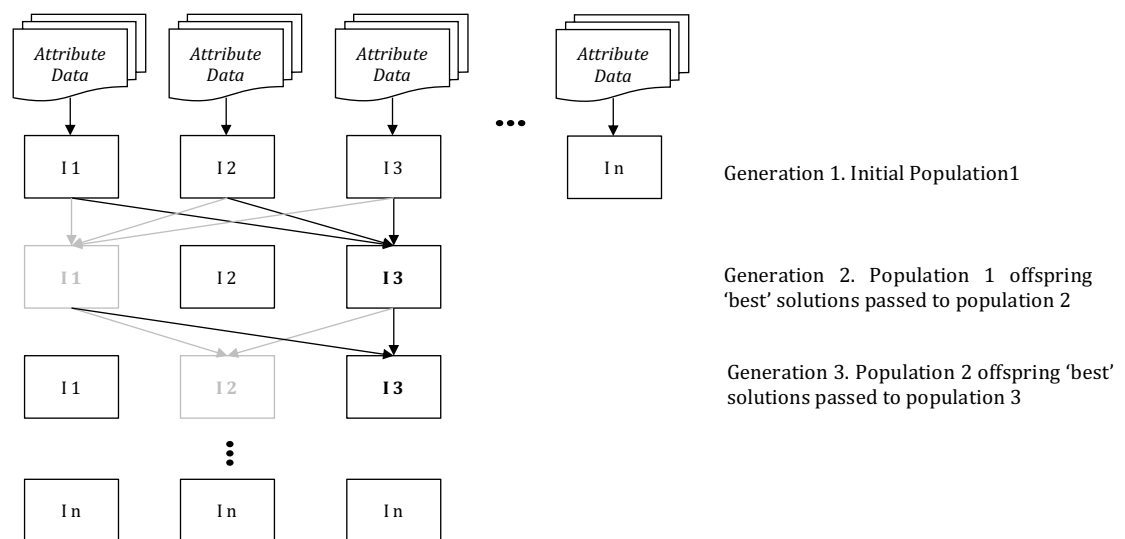 Attribute
Data
Attribute
Data
Attribute
Data
Attribute
Data
•••
I 1
I 2
I 3
I n
Generation 1. Initial Population1
I 1
I 2
I 3
Generation 2. Population 1 offspring
‘best’ solutions passed to population 2
I 1
I 2
I 3
Generation 3. Population 2 offspring ‘best’
solutions passed to population 3
I n
I n
I n